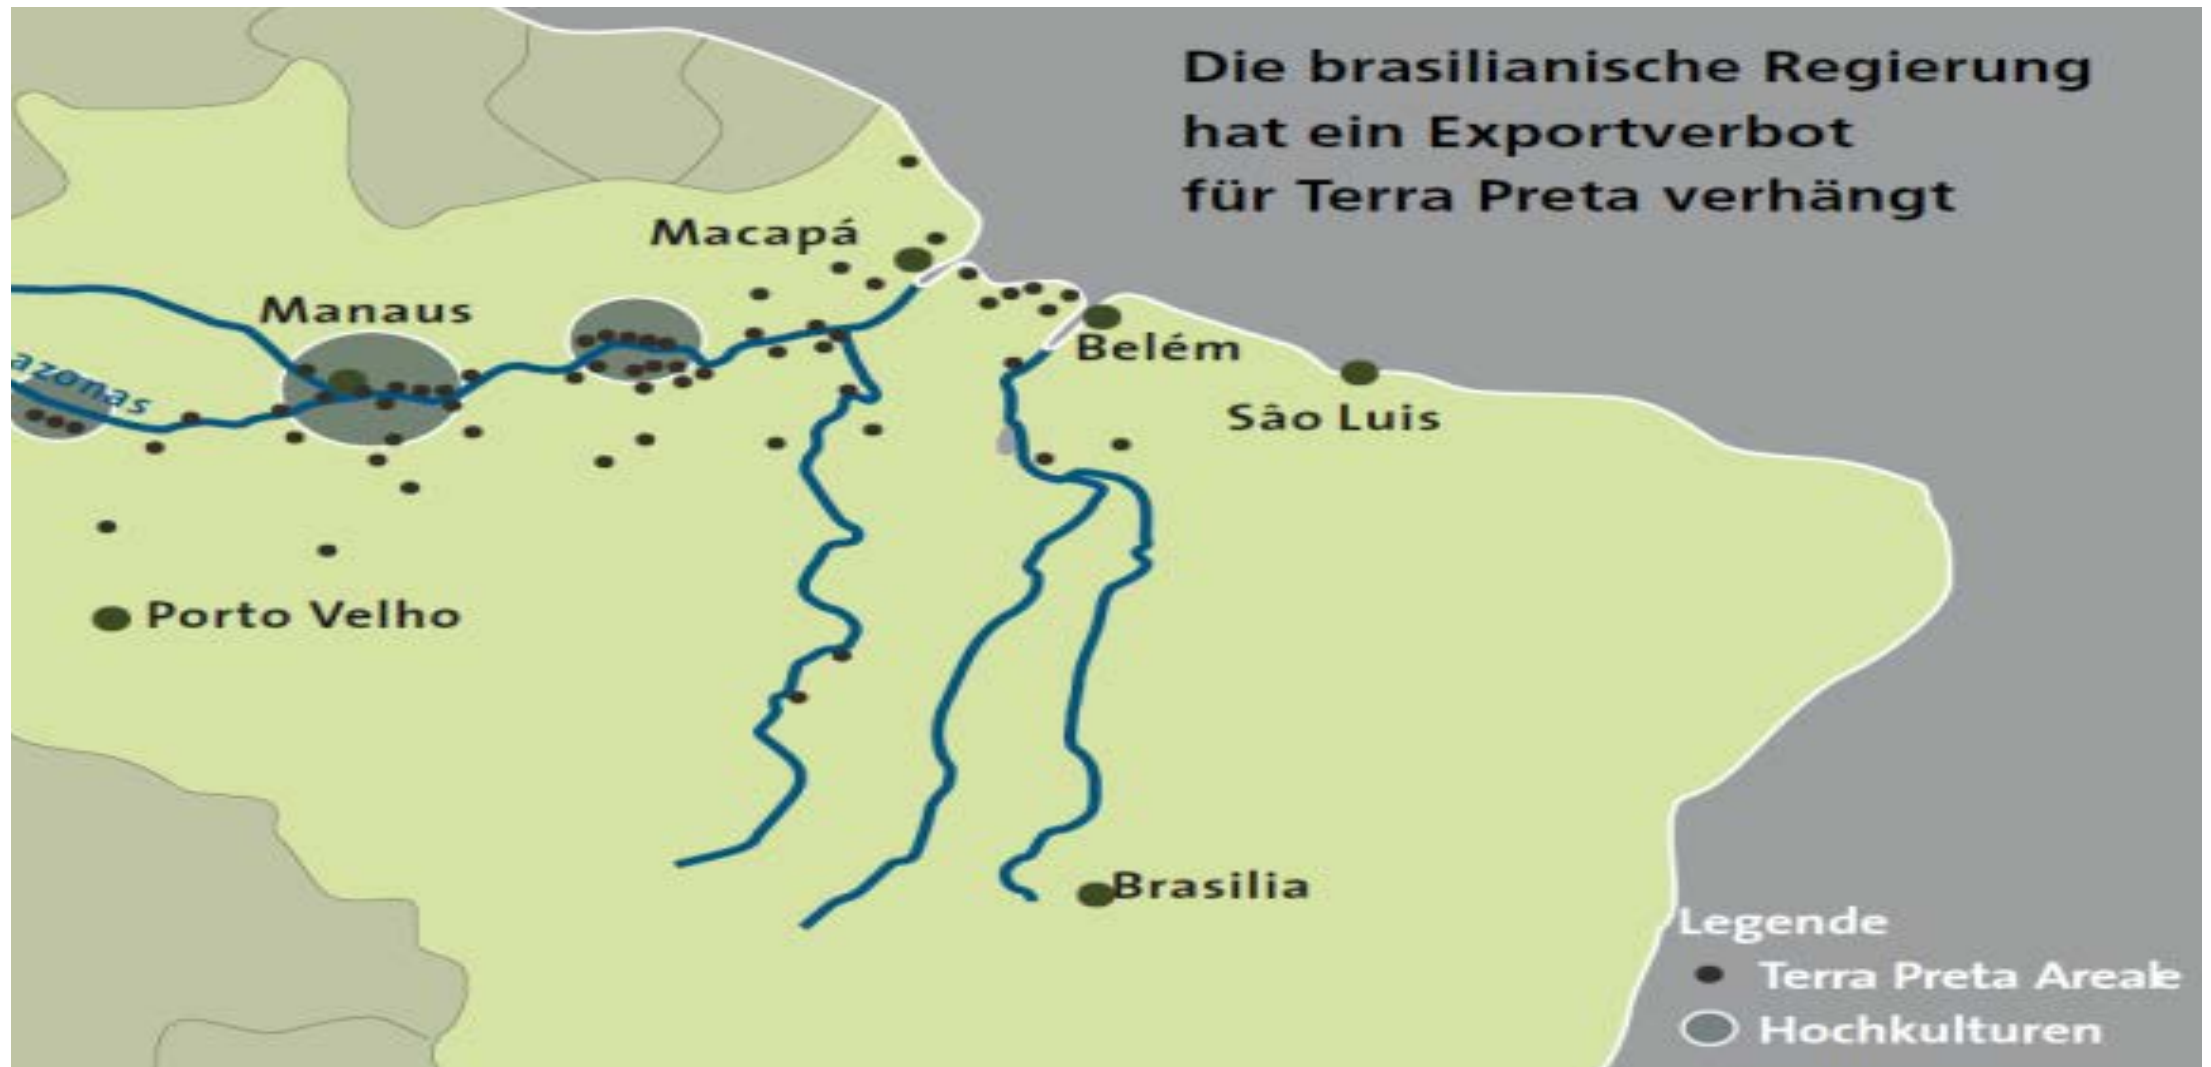 Die brasilianische Regierung
hat ein Exportverbot
für Terra Preta verhängt
Macapá
Manaus
azonas
Belém
Sâo Luis
Porto Velho
Brasilia
Legende
Terra Preta Areale
Hochkulturen